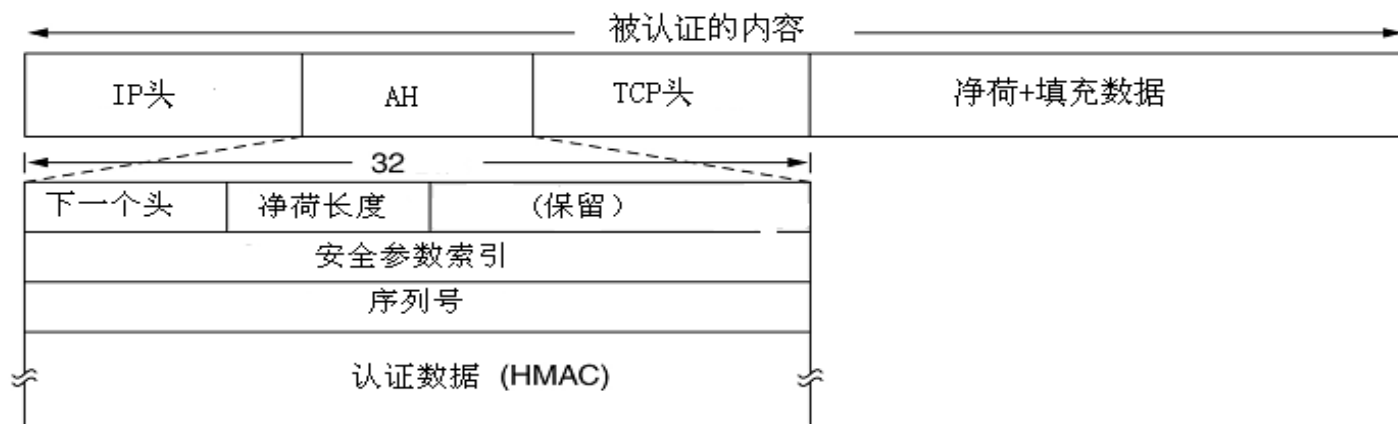 被认证的内容
IP头 AH TCP头 净荷+填充数据
32
下一个头 净荷长度 (保留)
安全参数索引
序列号
认证数据 (HMAC)